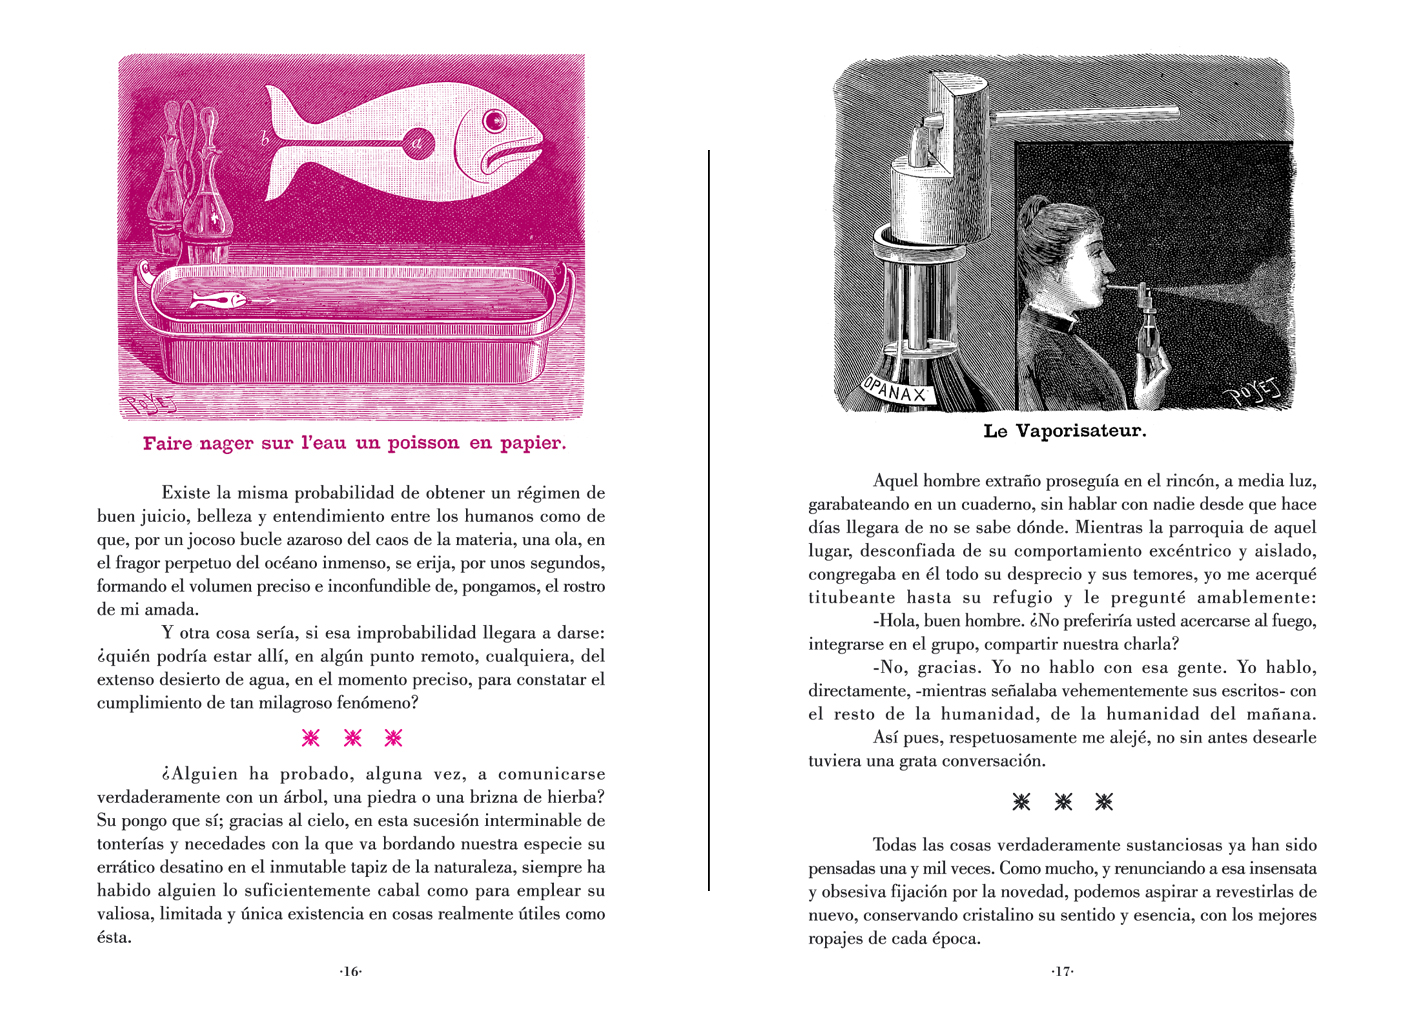 b
a
POYET
Faire nager sur l'eau un poisson en papier.
Existe la misma probabilidad de obtener un régimen de
buen juicio, belleza y entendimiento entre los humanos como de
que, por un jocoso bucle azaroso del caos de la materia, una ola, en
el fragor perpetuo del océano inmenso, se erija, por unos segundos,
formando el volumen preciso e inconfundible de, pongamos, el rostro
de mi amada.
Y otra cosa sería, si esa improbabilidad llegara a darse:
¿quién podría estar allí, en algún punto remoto, cualquiera, del
extenso desierto de agua, en el momento preciso, para constatar el
cumplimiento de tan milagroso fenómeno?
¿Alguien ha probado, alguna vez, a comunicarse
verdaderamente con un árbol, una piedra o una brizna de hierba?
Su pongo que sí; gracias al cielo, en esta sucesión interminable de
tonterías y necedades con la que va bordando nuestra especie su
errático desatino en el inmutable tapiz de la naturaleza, siempre ha
habido alguien lo suficientemente cabal como para emplear su
valiosa, limitada y única existencia en cosas realmente útiles como
ésta.
·16·
OPANAX
POYET
Le Vaporisateur.
Aquel hombre extraño proseguía en el rincón, a media luz,
garabateando en un cuaderno, sin hablar con nadie desde que hace
días llegara de no se sabe dónde. Mientras la parroquia de aquel
lugar, desconfiada de su comportamiento excéntrico y aislado,
congregaba en él todo su desprecio y sus temores, yo me acerqué
titubeante hasta su refugio y le pregunté amablemente:
-Hola, buen hombre. ¿No preferiría usted acercarse al fuego,
integrarse en el grupo, compartir nuestra charla?
-No, gracias. Yo no hablo con esa gente. Yo hablo,
directamente, -mientras señalaba vehementemente sus escritos- con
el resto de la humanidad, de la humanidad del mañana.
Así pues, respetuosamente me alejé, no sin antes desearle
tuviera una grata conversación.
Todas las cosas verdaderamente sustanciosas ya han sido
pensadas una y mil veces. Como mucho, y renunciando a esa insensata
y obsesiva fijación por la novedad, podemos aspirar a revestirlas de
nuevo, conservando cristalino su sentido y esencia, con los mejores
ropajes de cada época.
·17·